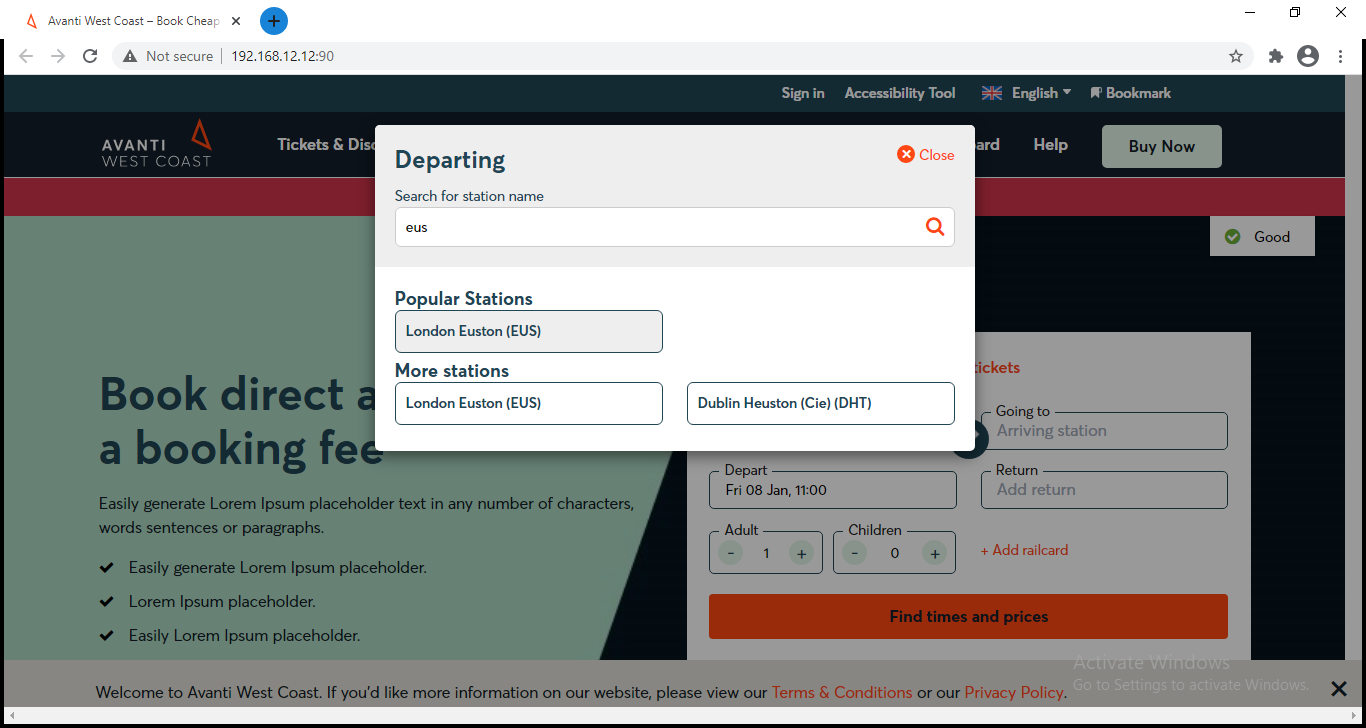 Avanti West Coast – Book Cheap
Not secure 192.168.12.12:90
Sign in Accessibility Tool English Bookmark
AVANTI
WEST COAST
Tickets & Disc
ard Help Buy Now
Departing
Close
Search for station name
eus
Good
Popular Stations
London Euston (EUS)
More stations
London Euston (EUS) Dublin Heuston (Cie) (DHT)
Book direct a
a booking fee
Easily generate Lorem Ipsum placeholder text in any number of characters,
words sentences or paragraphs.
Easily generate Lorem Ipsum placeholder.
Lorem Ipsum placeholder.
Easily Lorem Ipsum placeholder.
tickets
Going to
Arriving station
Depart
Fri 08 Jan, 11:00
Return
Add return
Adult
- 1 +
Children
- 0 +
+ Add railcard
Find times and prices
Activate Windows
Go to Settings to activate Windows.
Welcome to Avanti West Coast. If you'd like more information on our website, please view our Terms & Conditions or our Privacy Policy.